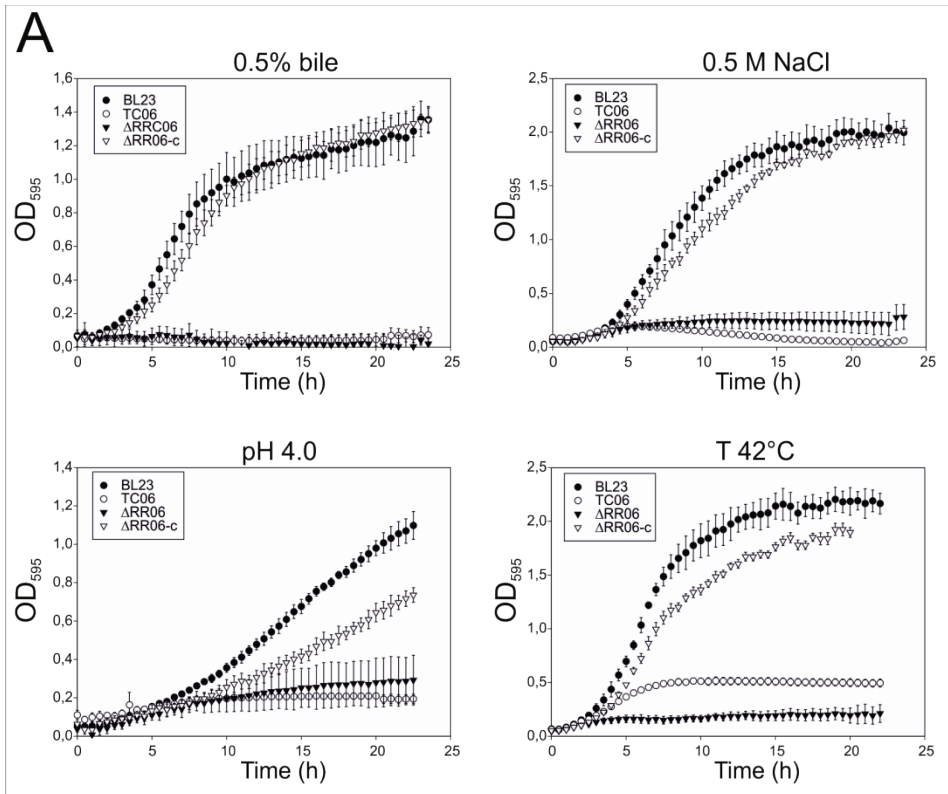 A
0.5% bile
1,6
1,4
1,2
1,0
0,8
0,6
0,4
0,2
0,0
OD595
BL23
TC06
ΔRRC06
ΔRR06-c
0 5 10 15 20 25
Time (h)
0.5 M NaCl
2,5
2,0
1,5
1,0
0,5
0,0
OD595
BL23
TC06
ΔRR06
ΔRR06-c
0 5 10 15 20 25
Time (h)
pH 4.0
1,4
1,2
1,0
0,8
0,6
0,4
0,2
0,0
OD595
BL23
TC06
ΔRR06
ΔRR06-c
0 5 10 15 20 25
Time (h)
T 42°C
2,5
2,0
1,5
1,0
0,5
0,0
OD595
BL23
TC06
ΔRR06
ΔRR06-c
0 5 10 15 20 25
Time (h)